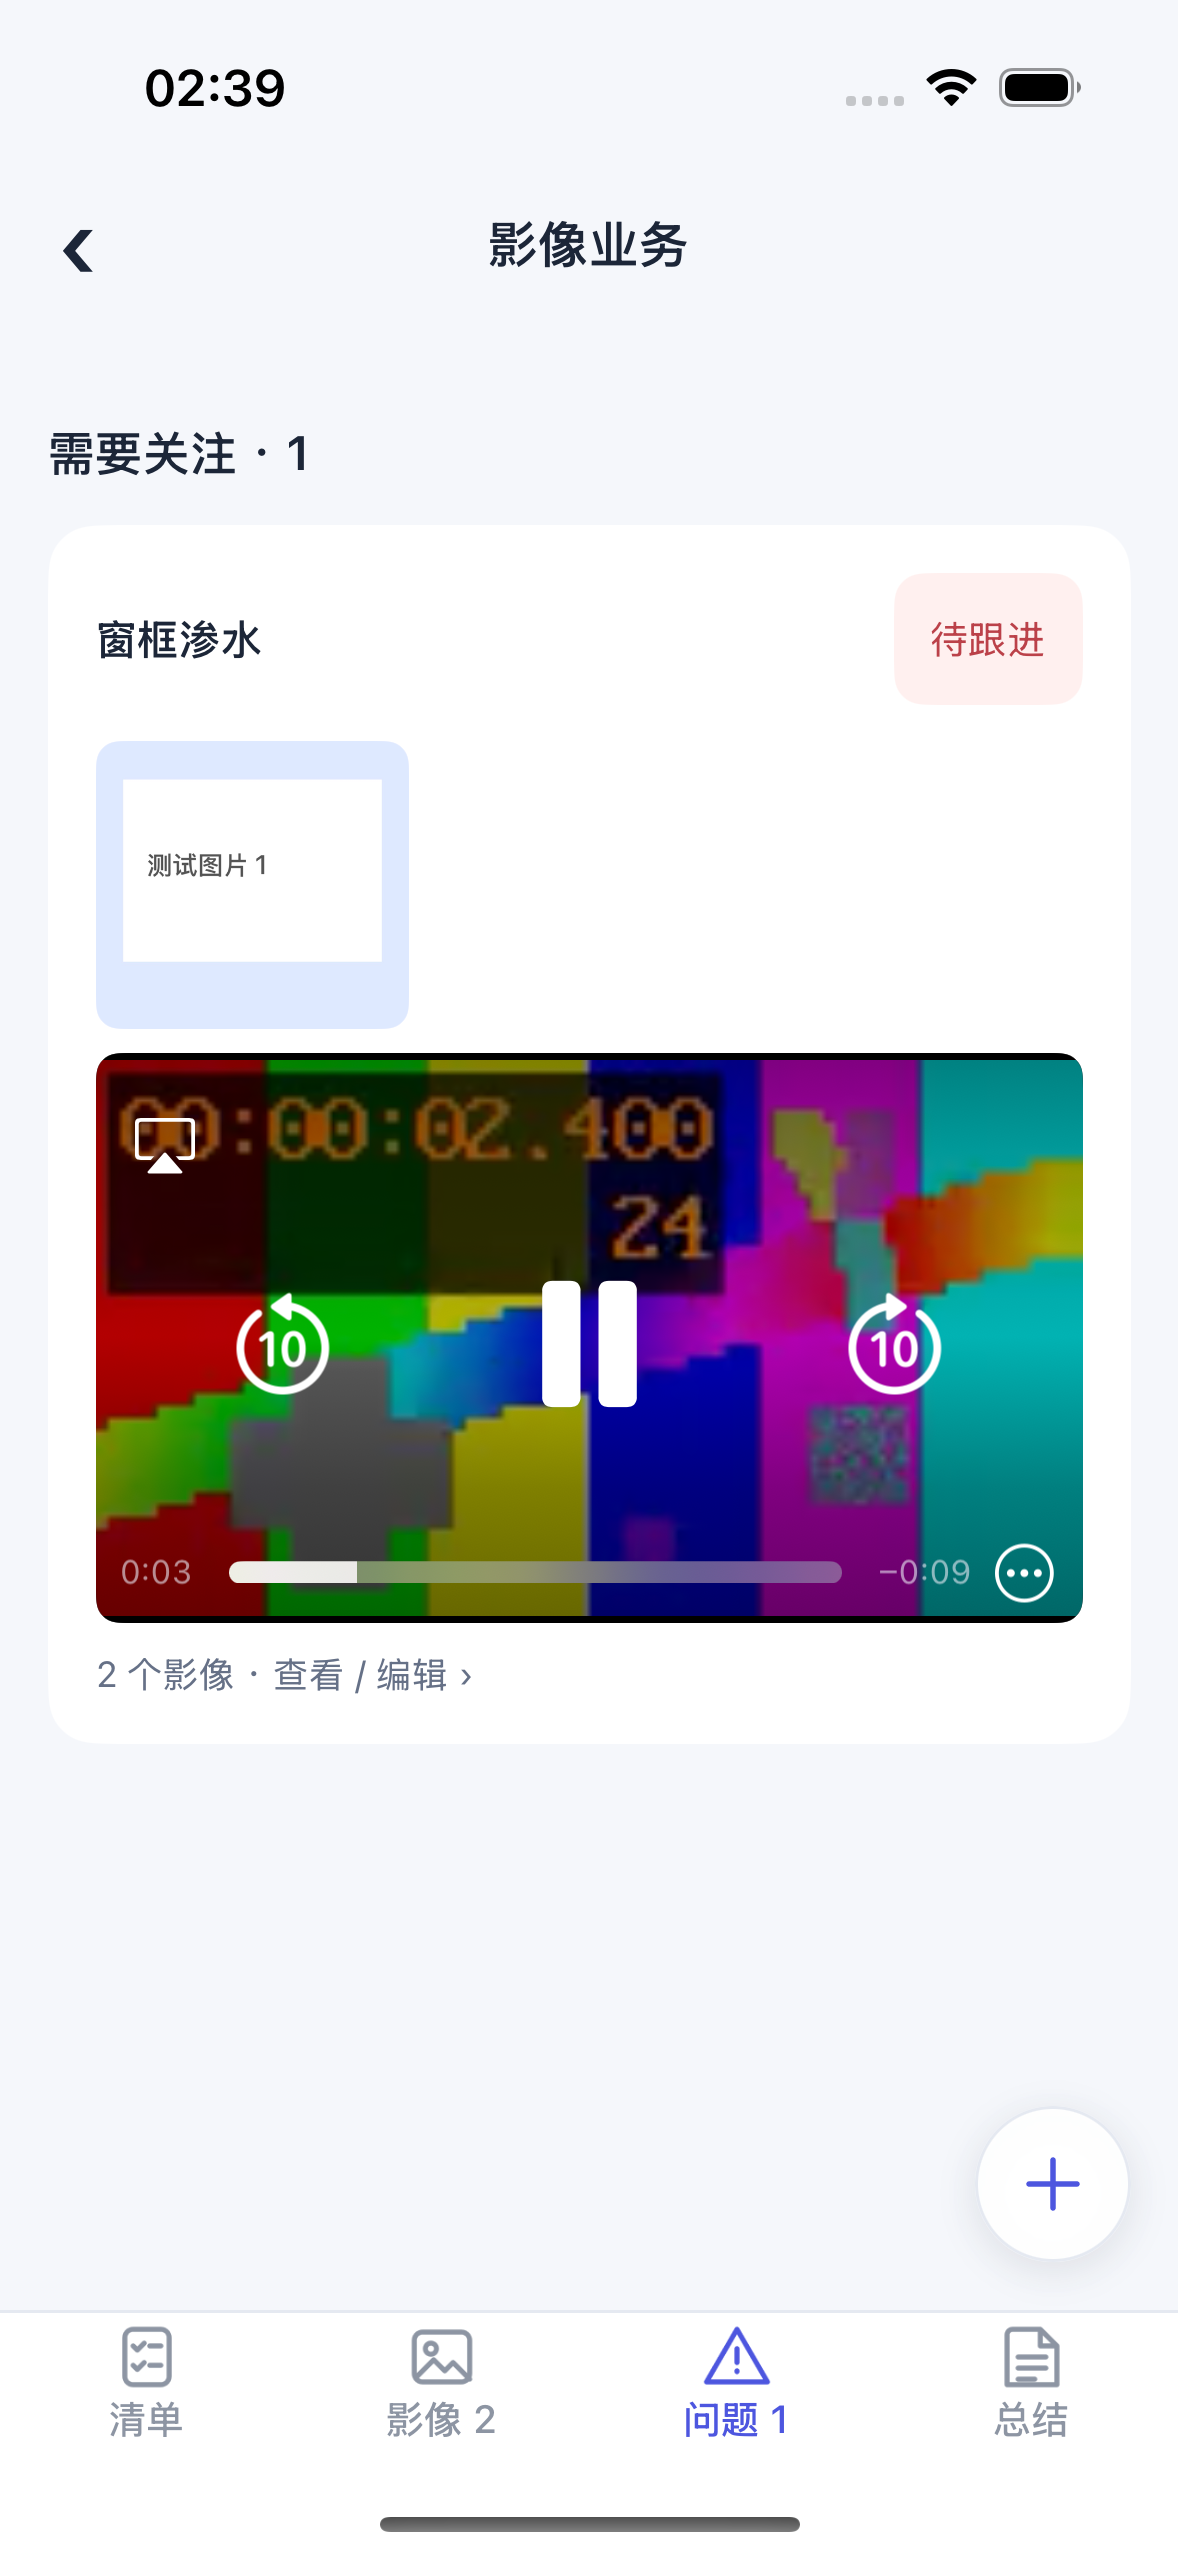 02:39
‹
影像业务
需要关注 · 1
窗框渗水
待跟进
测试图片 1
00:00:02.400
24
10
10
0:03
−0:09
2 个影像 · 查看 / 编辑 ›
清单
影像 2
问题 1
总结